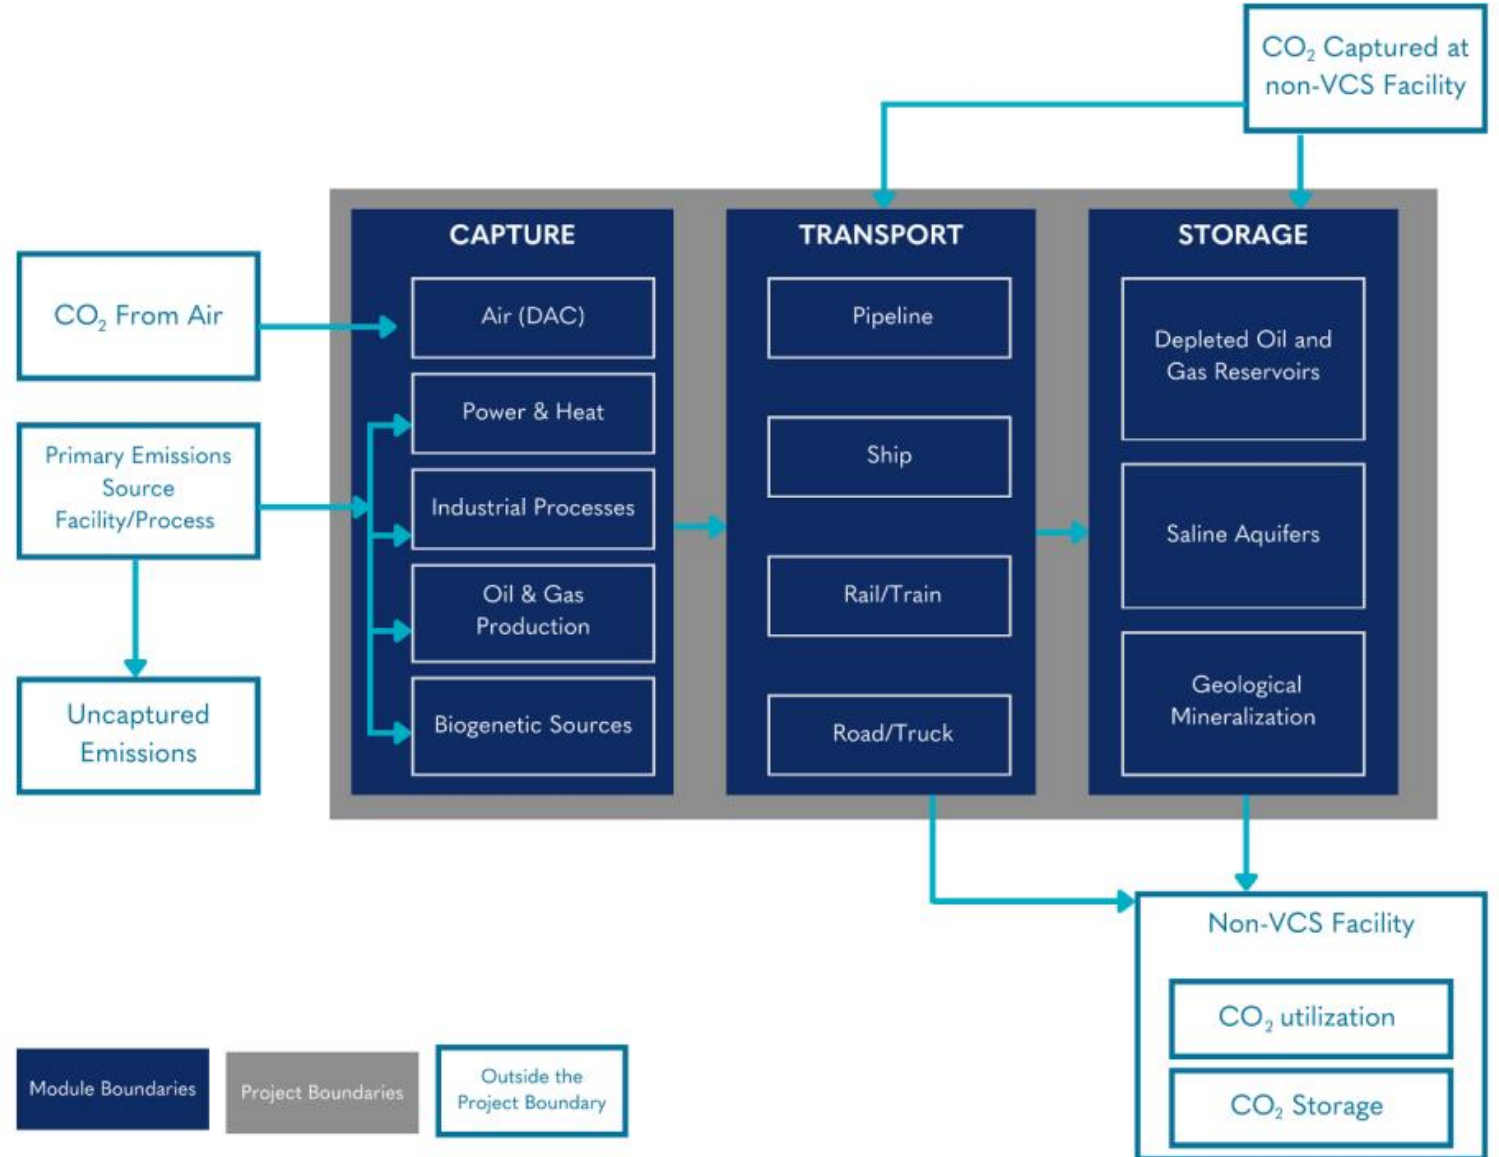 CO₂ Captured at
non-VCS Facility
CAPTURE
TRANSPORT
STORAGE
CO₂ From Air
Air (DAC)
Pipeline
Depleted Oil and
Gas Reservoirs
Power & Heat
Primary Emissions
Source
Facility/Process
Ship
Industrial Processes
Saline Aquifers
Oil & Gas
Production
Rail/Train
Geological
Mineralization
Uncaptured
Emissions
Biogenetic Sources
Road/Truck
Non-VCS Facility
CO₂ utilization
CO₂ Storage
Module Boundaries
Project Boundaries
Outside the
Project Boundary